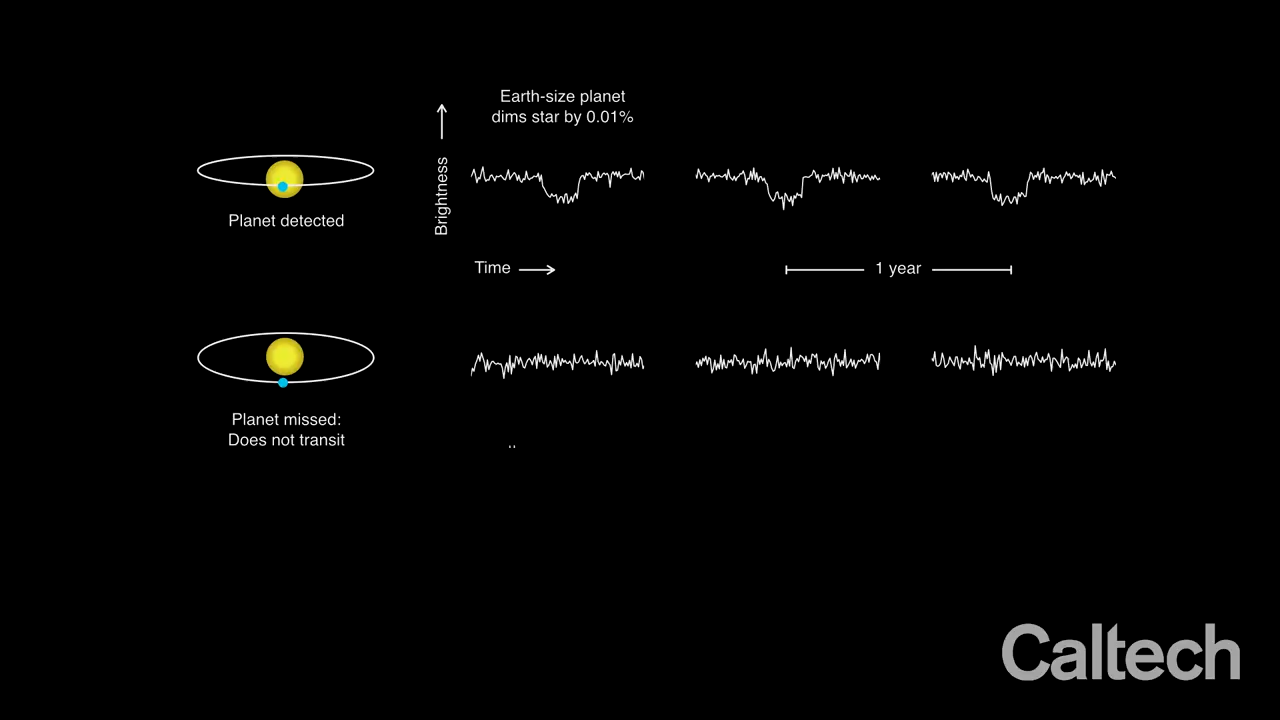 Earth-size planet
dims star by 0.01%
Brightness
Planet detected
Time
1 year
Planet missed:
Does not transit
Caltech